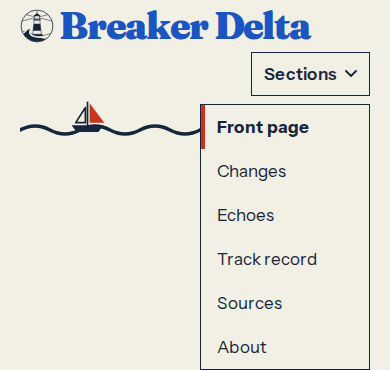 Breaker Delta
Sections
Front page
Changes
Echoes
Track record
Sources
About